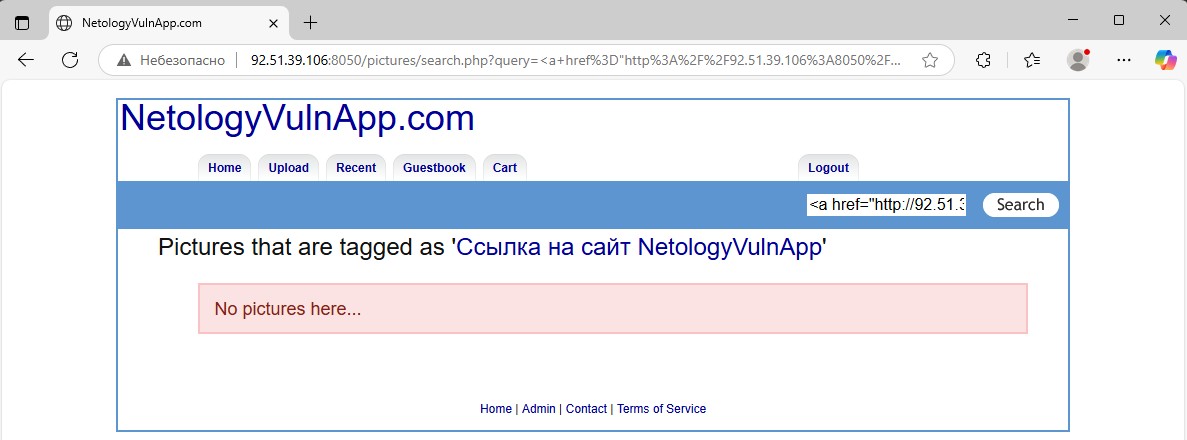 NetologyVulnApp.com
Небезопасно 92.51.39.106:8050/pictures/search.php?query=<a+href%3D"http%3A%2F%2F92.51.39.106%3A8050%2F...
NetologyVulnApp.com
Home Upload Recent Guestbook Cart Logout
<a href="http://92.51.3 Search
Pictures that are tagged as 'Ссылка на сайт NetologyVulnApp'
No pictures here...
Home | Admin | Contact | Terms of Service